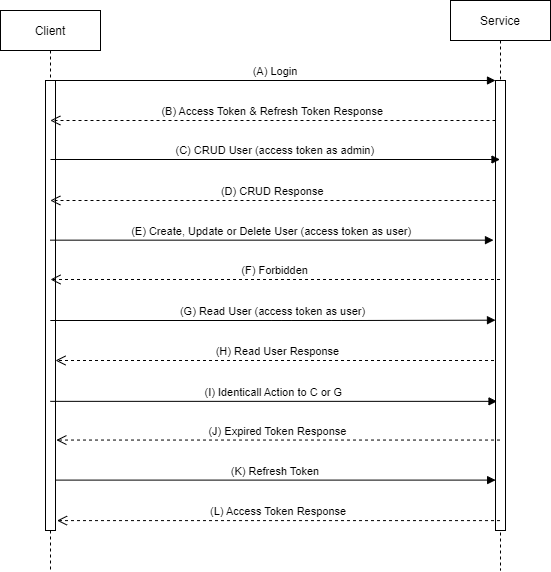 Client
Service
(A) Login
(B) Access Token & Refresh Token Response
(C) CRUD User (access token as admin)
(D) CRUD Response
(E) Create, Update or Delete User (access token as user)
(F) Forbidden
(G) Read User (access token as user)
(H) Read User Response
(I) Identicall Action to C or G
(J) Expired Token Response
(K) Refresh Token
(L) Access Token Response